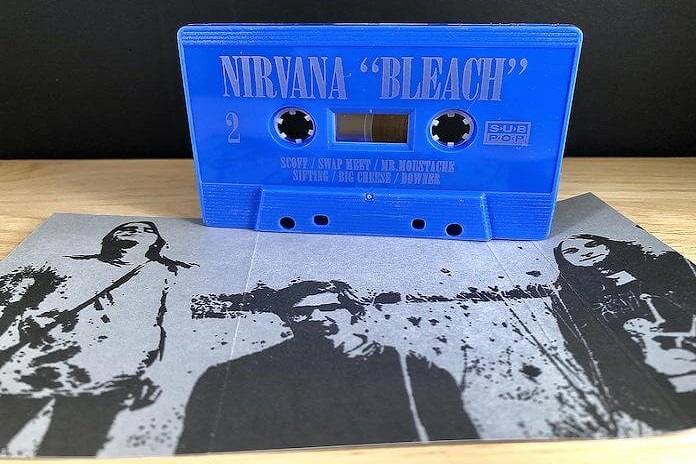 NIRVANA “BLEACH”
2
SUB
POP
SCOFF / SWAP MEET / MR. MOUSTACHE
SIFTING / BIG CHEESE / DOWNER